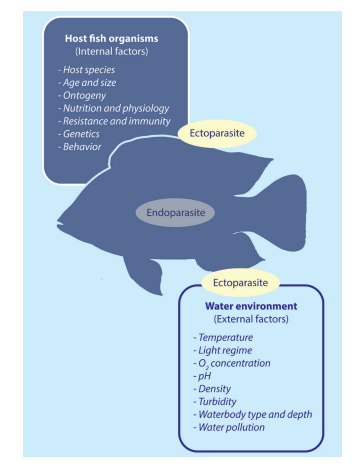 Host fish organisms
(Internal factors)
- Host species
- Age and size
- Ontogeny
- Nutrition and physiology
- Resistance and immunity
- Genetics
- Behavior
Ectoparasite
Endoparasite
Ectoparasite
Water environment
(External factors)
- Temperature
- Light regime
- O₂ concentration
- pH
- Density
- Turbidity
- Waterbody type and depth
- Water pollution